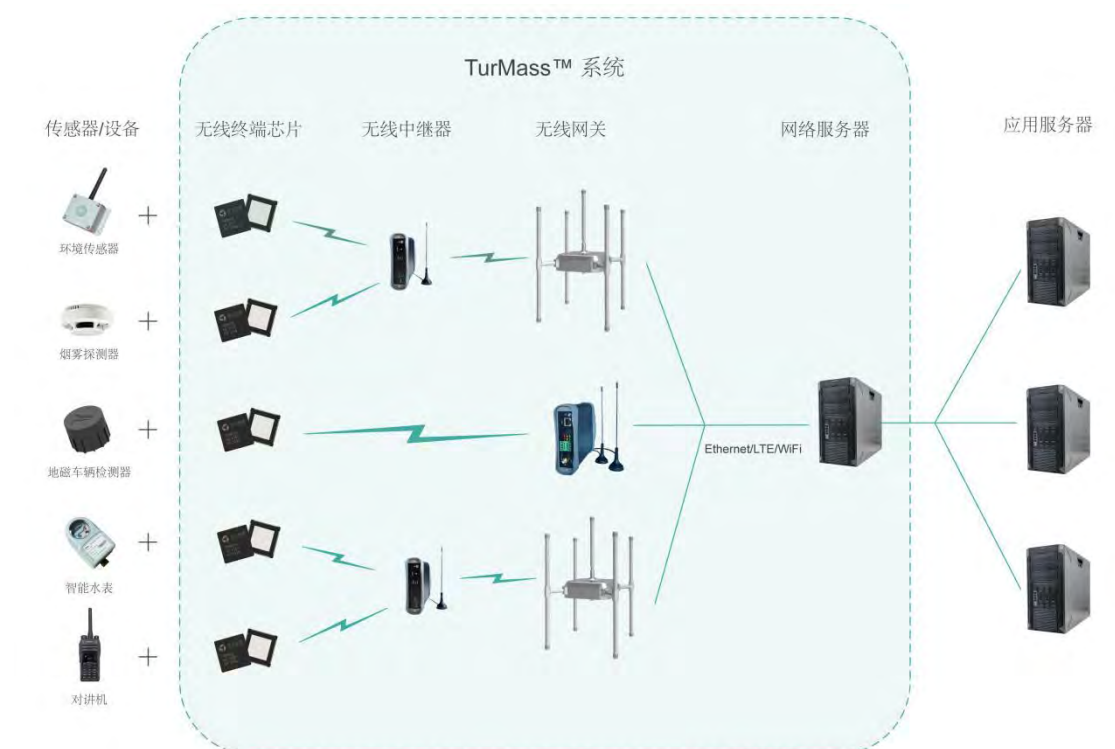 TurMass™ 系统
传感器/设备
无线终端芯片
无线中继器
无线网关
网络服务器
应用服务器
环境传感器
烟雾探测器
地磁车辆检测器
Ethernet/LTE/WiFi
智能水表
对讲机